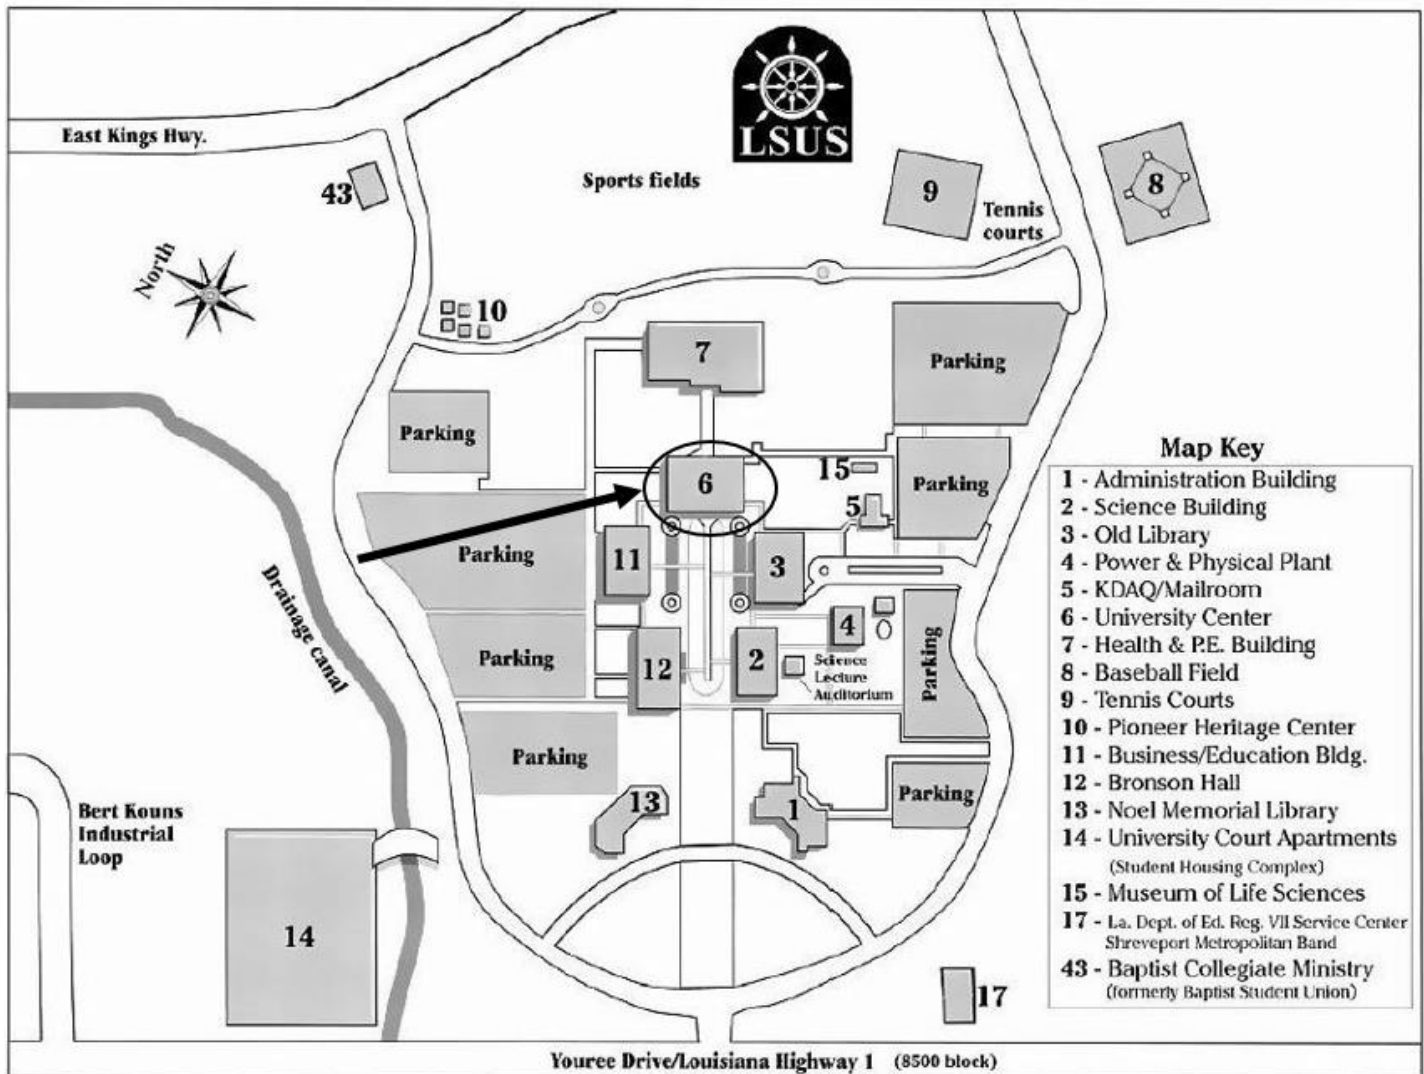 LSUS
East Kings Hwy.
43
Sports fields
9
8
Tennis
courts
North
10
7
Parking
Parking
6
15
Parking
5
Parking
11
3
Drainage canal
4
Parking
12
2
Science
Lecture
Auditorium
Parking
Parking
13
1
Parking
Bert Kouns
Industrial
Loop
14
17
Youree Drive/Louisiana Highway 1 (8500 block)
Map Key
1 - Administration Building
2 - Science Building
3 - Old Library
4 - Power & Physical Plant
5 - KDAQ/Mailroom
6 - University Center
7 - Health & P.E. Building
8 - Baseball Field
9 - Tennis Courts
10 - Pioneer Heritage Center
11 - Business/Education Bldg.
12 - Bronson Hall
13 - Noel Memorial Library
14 - University Court Apartments
(Student Housing Complex)
15 - Museum of Life Sciences
17 - La. Dept. of Ed. Reg. VII Service Center
Shreveport Metropolitan Band
43 - Baptist Collegiate Ministry
(formerly Baptist Student Union)